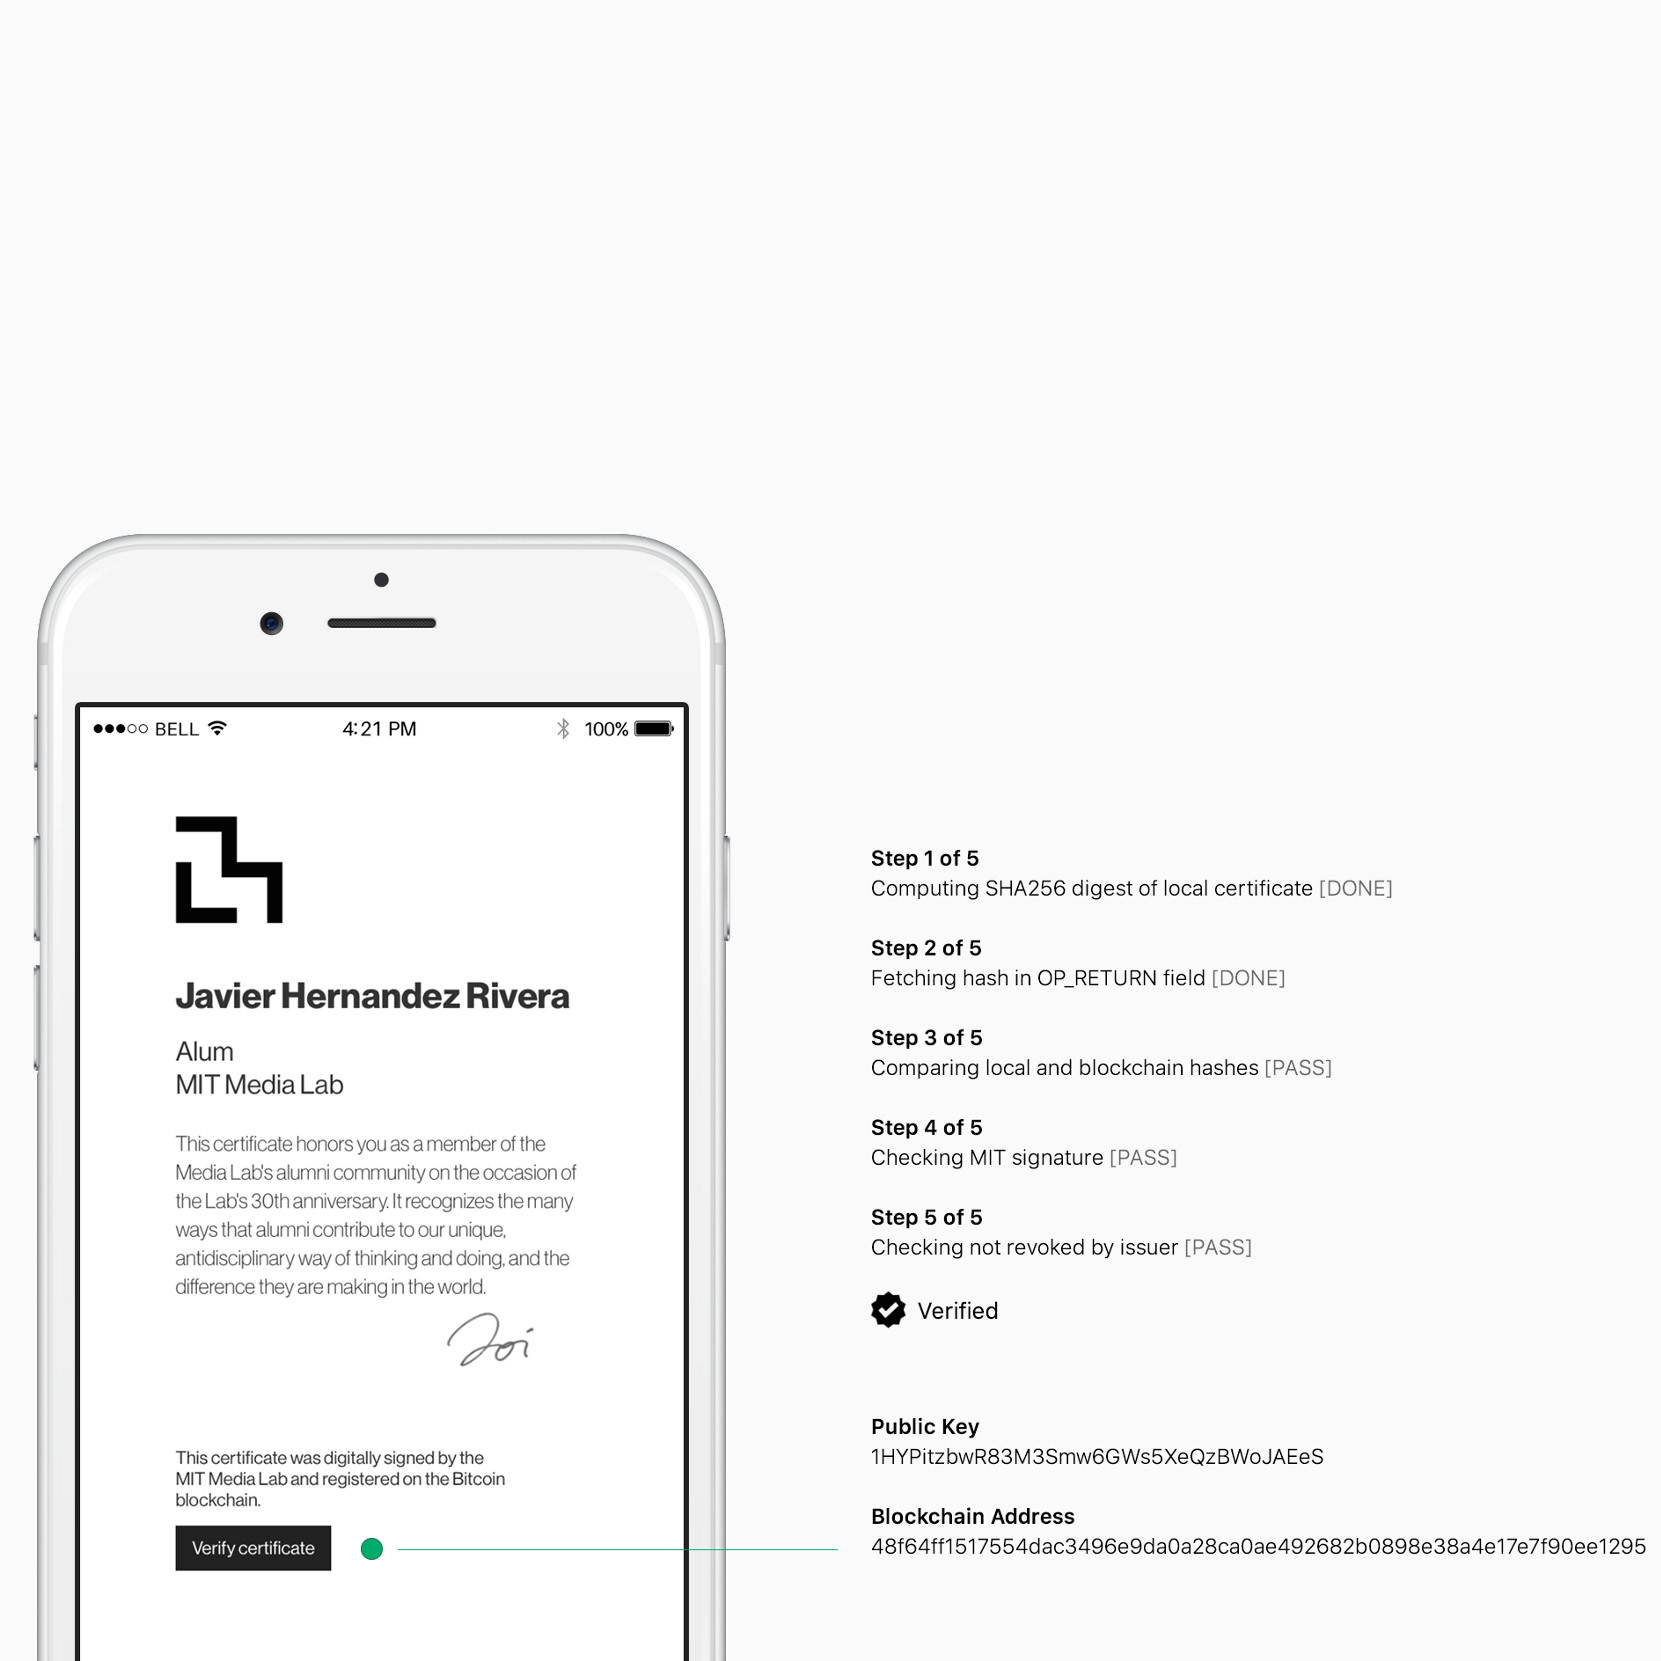 BELL 4:21 PM 100%
Javier Hernandez Rivera
Alum
MIT Media Lab
This certificate honors you as a member of the
Media Lab's alumni community on the occasion of
the Lab's 30th anniversary. It recognizes the many
ways that alumni contribute to our unique,
antidisciplinary way of thinking and doing, and the
difference they are making in the world.
Joi
This certificate was digitally signed by the
MIT Media Lab and registered on the Bitcoin
blockchain.
Verify certificate
Step 1 of 5
Computing SHA256 digest of local certificate [DONE]
Step 2 of 5
Fetching hash in OP_RETURN field [DONE]
Step 3 of 5
Comparing local and blockchain hashes [PASS]
Step 4 of 5
Checking MIT signature [PASS]
Step 5 of 5
Checking not revoked by issuer [PASS]
Verified
Public Key
1HYPitzbwR83M3Smw6GWs5XeQzBWoJAEeS
Blockchain Address
48f64ff1517554dac3496e9da0a28ca0ae492682b0898e38a4e17e7f90ee1295